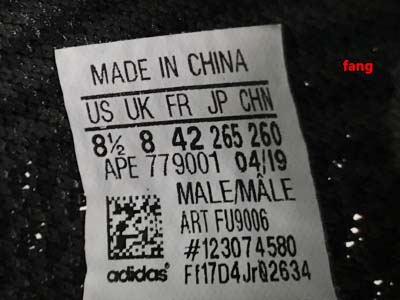 fang
MADE IN CHINA
US UK FR JP CHN
8½ 8 42 265 260
APE 779001 04/19
MALE/MÂLE
ART FU9006
#123074580
adidas